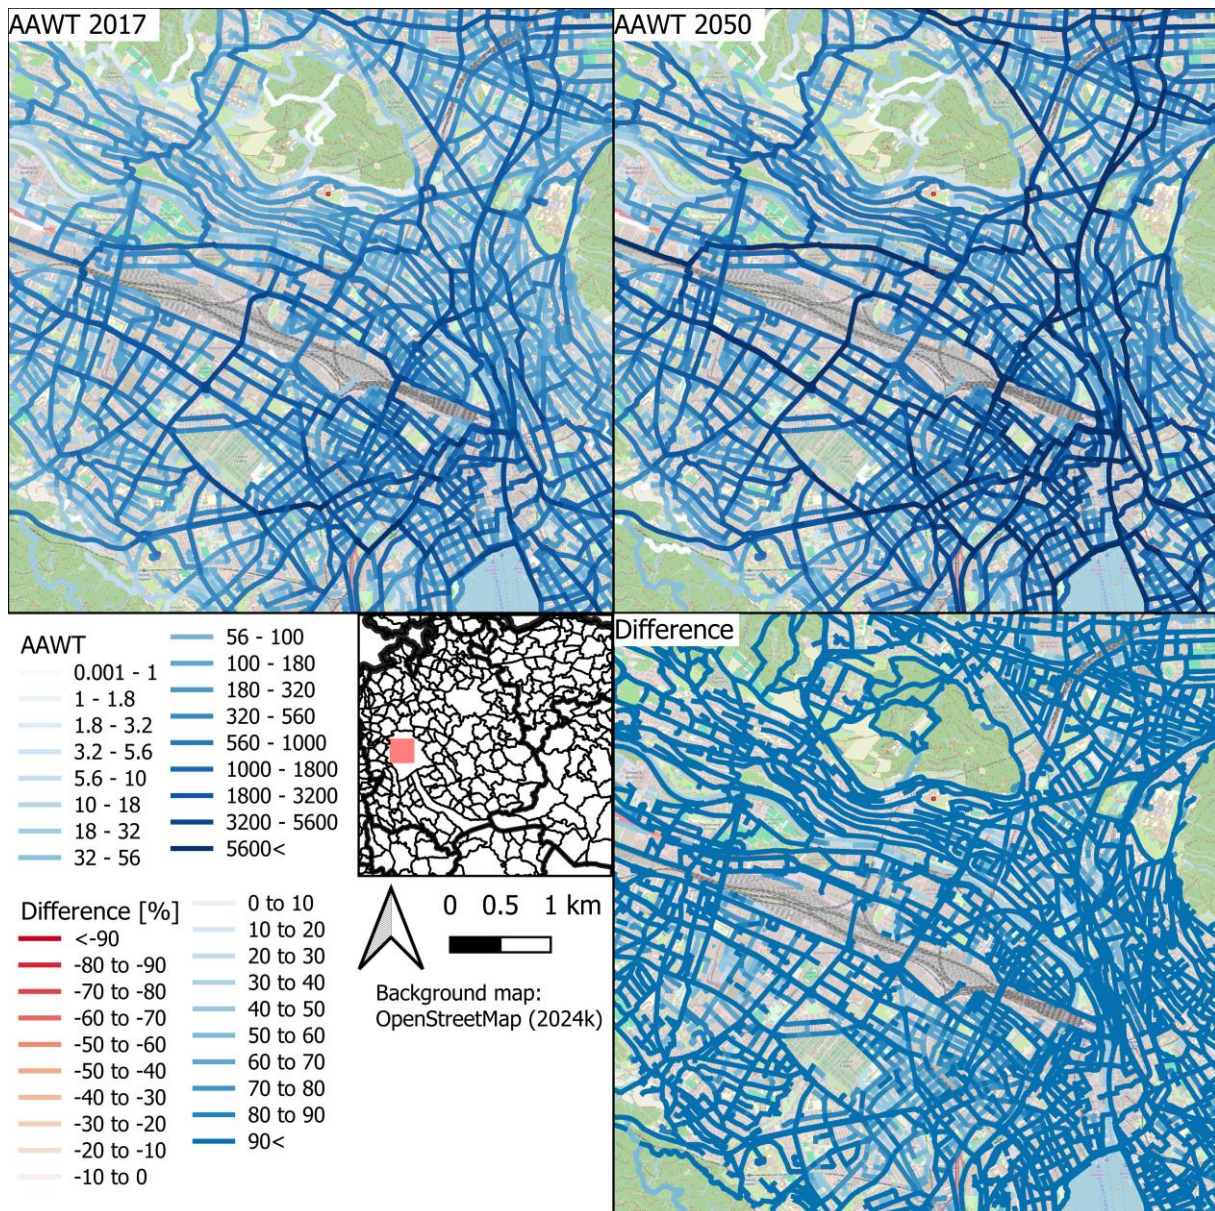 AAWT 2017
AAWT 2050
AAWT
0.001 - 1
1 - 1.8
1.8 - 3.2
3.2 - 5.6
5.6 - 10
10 - 18
18 - 32
32 - 56
56 - 100
100 - 180
180 - 320
320 - 560
560 - 1000
1000 - 1800
1800 - 3200
3200 - 5600
5600<
Difference [%]
<-90
-80 to -90
-70 to -80
-60 to -70
-50 to -60
-50 to -40
-40 to -30
-30 to -20
-20 to -10
-10 to 0
0 to 10
10 to 20
20 to 30
30 to 40
40 to 50
50 to 60
60 to 70
70 to 80
80 to 90
90<
0 0.5 1 km
Background map:
OpenStreetMap (2024k)
Difference